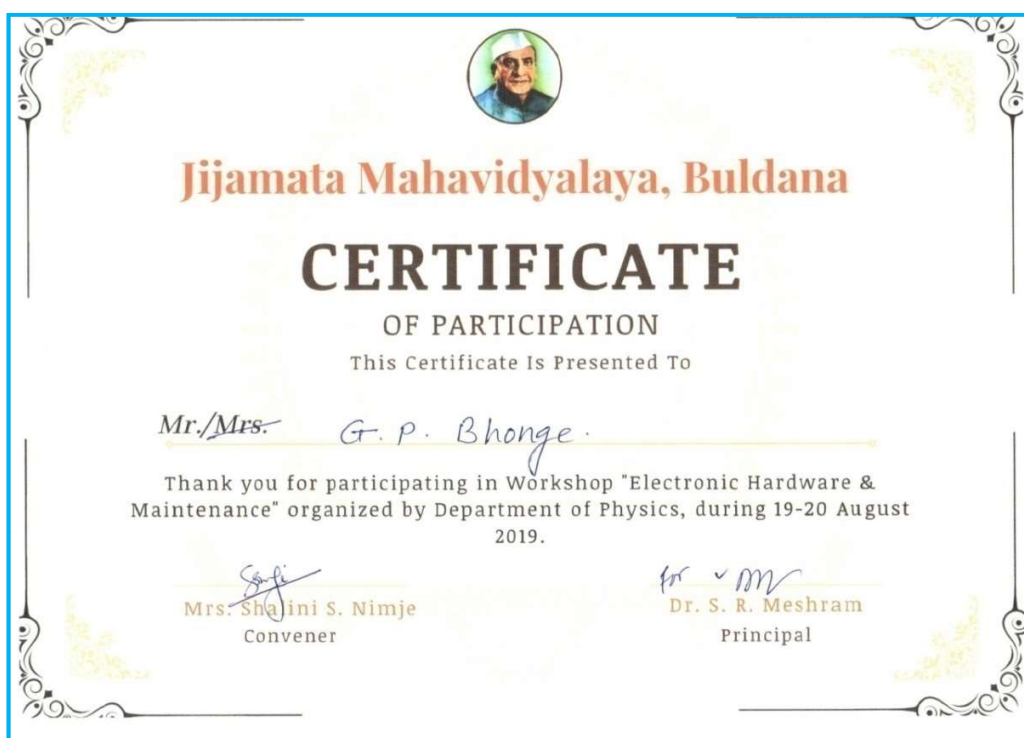 Jijamata Mahavidyalaya, Buldana
CERTIFICATE
OF PARTICIPATION
This Certificate Is Presented To
Mr./Mrs. G. P. Bhonge.
Thank you for participating in Workshop "Electronic Hardware &
Maintenance" organized by Department of Physics, during 19-20 August
2019.
for
Mrs. Shalini S. Nimje
Dr. S. R. Meshram
Convener
Principal